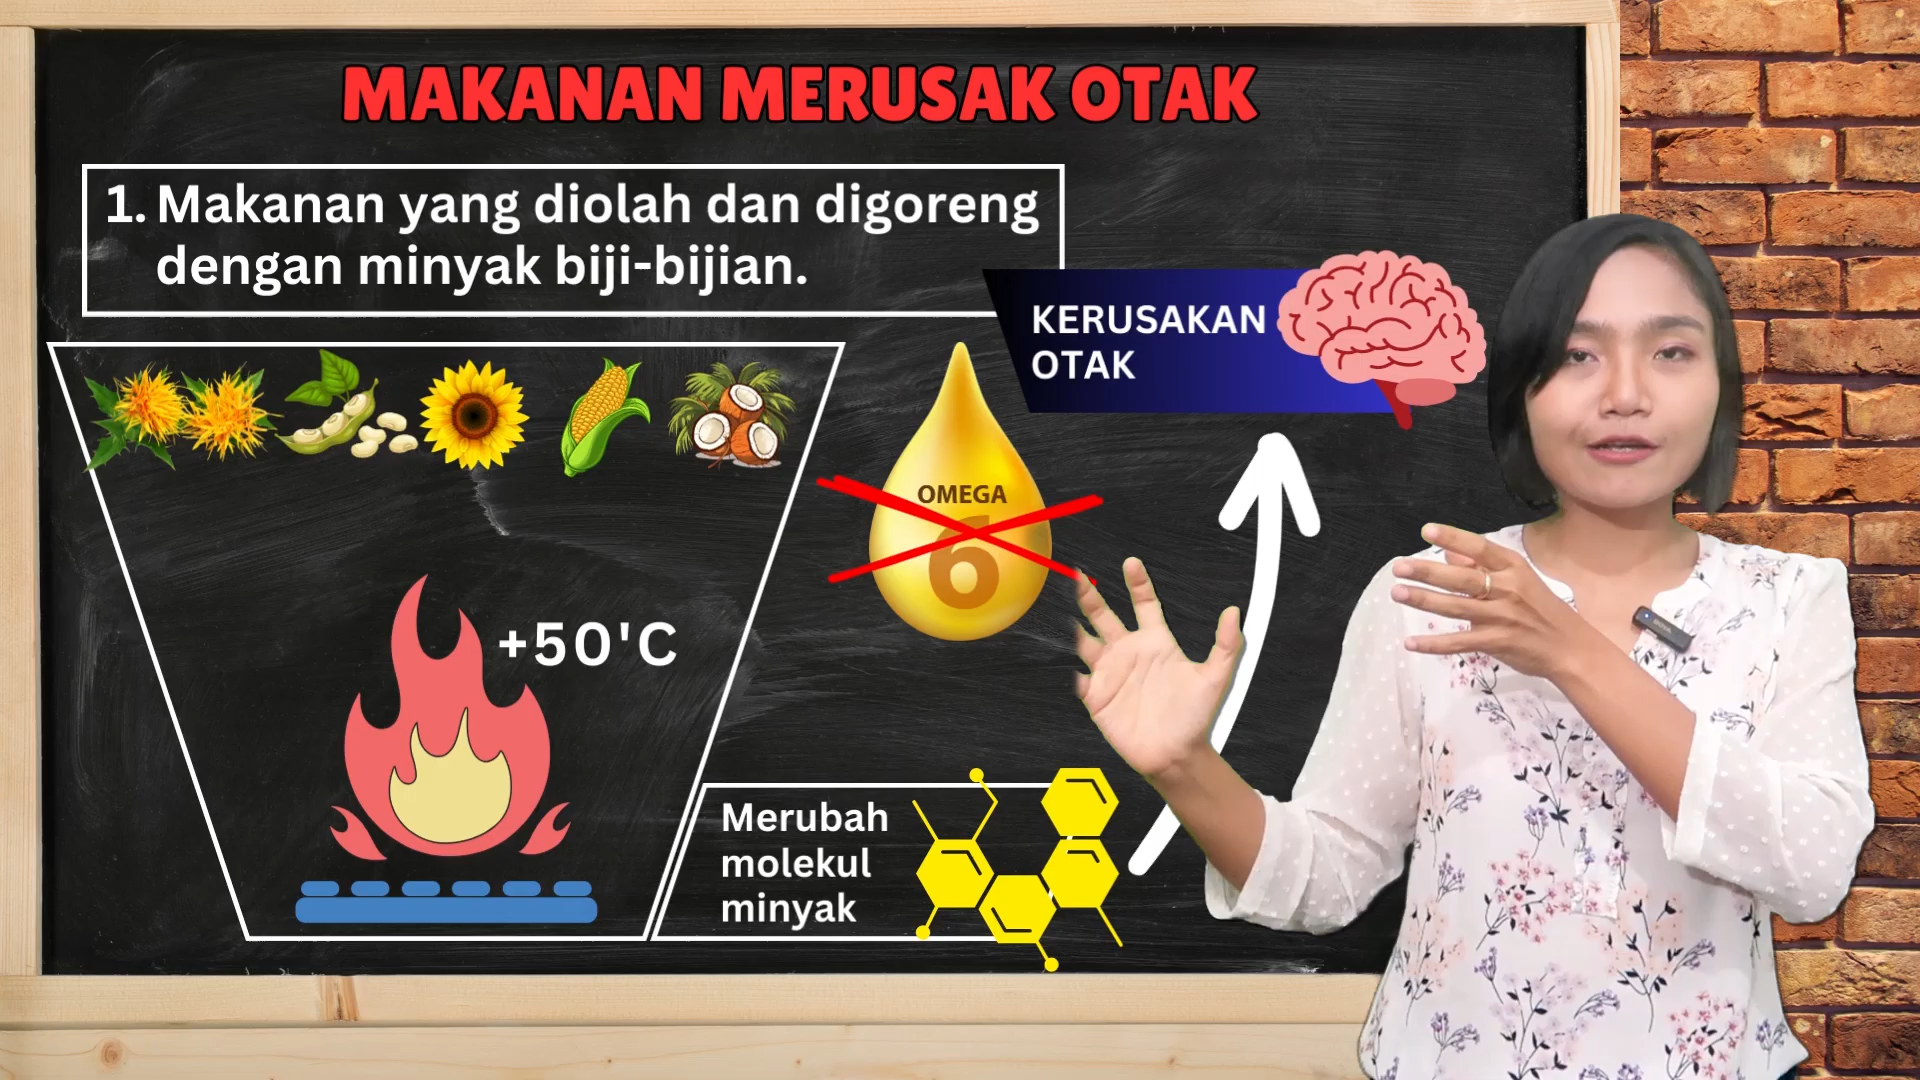 MAKANAN MERUSAK OTAK
1. Makanan yang diolah dan digoreng
dengan minyak biji-bijian.
KERUSAKAN
OTAK
OMEGA
6
+50'C
Merubah
molekul
minyak